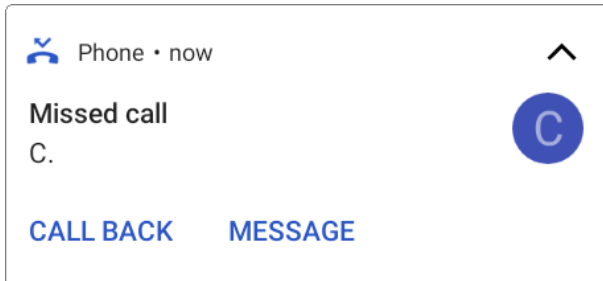 Phone • now
Missed call
C.
C
CALL BACK MESSAGE